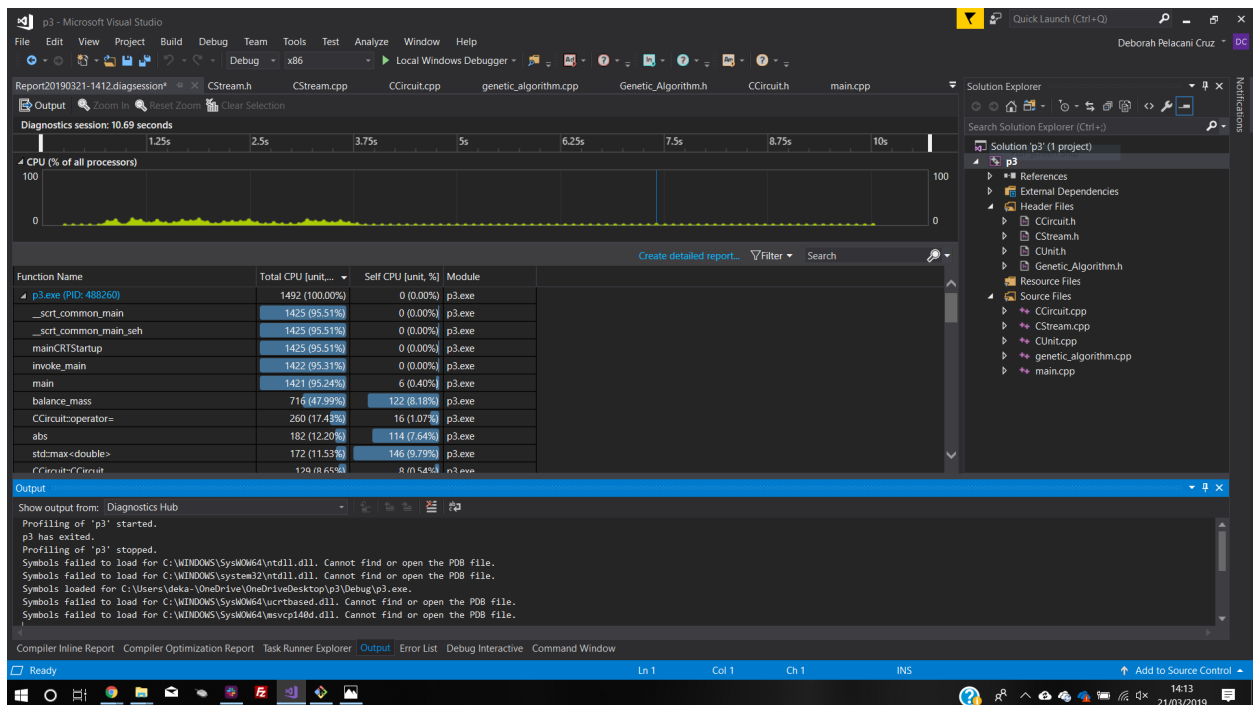 p3 - Microsoft Visual Studio
Quick Launch (Ctrl+Q)
File Edit View Project Build Debug Team Tools Test Analyze Window Help
Deborah Pelacani Cruz DC
Debug x86 Local Windows Debugger
Report20190321-1412.diagsession* CStream.h CStream.cpp CCircuit.cpp genetic_algorithm.cpp Genetic_Algorithm.h CCircuit.h main.cpp
Output Zoom In Reset Zoom Clear Selection
Diagnostics session: 10.69 seconds
1.25s 2.5s 3.75s 5s 6.25s 7.5s 8.75s 10s
CPU (% of all processors)
100 100
0 0
Create detailed report... Filter Search
Function Name Total CPU [unit,... Self CPU [unit, %] Module
p3.exe (PID: 488260) 1492 (100.00%) 0 (0.00%) p3.exe
__scrt_common_main 1425 (95.51%) 0 (0.00%) p3.exe
__scrt_common_main_seh 1425 (95.51%) 0 (0.00%) p3.exe
mainCRTStartup 1425 (95.51%) 0 (0.00%) p3.exe
invoke_main 1422 (95.31%) 0 (0.00%) p3.exe
main 1421 (95.24%) 6 (0.40%) p3.exe
balance_mass 716 (47.99%) 122 (8.18%) p3.exe
CCircuit::operator= 260 (17.43%) 16 (1.07%) p3.exe
abs 182 (12.20%) 114 (7.64%) p3.exe
std::max<double> 172 (11.53%) 146 (9.79%) p3.exe
CCircuit::CCircuit 129 (8.65%) 8 (0.54%) p3.exe
Solution Explorer
Search Solution Explorer (Ctrl+;)
Solution 'p3' (1 project)
p3
References
External Dependencies
Header Files
CCircuit.h
CStream.h
CUnit.h
Genetic_Algorithm.h
Resource Files
Source Files
CCircuit.cpp
CStream.cpp
CUnit.cpp
genetic_algorithm.cpp
main.cpp
Notifications
Output
Show output from: Diagnostics Hub
Profiling of 'p3' started.
p3 has exited.
Profiling of 'p3' stopped.
Symbols failed to load for C:\WINDOWS\SysWOW64\ntdll.dll. Cannot find or open the PDB file.
Symbols failed to load for C:\WINDOWS\system32\ntdll.dll. Cannot find or open the PDB file.
Symbols loaded for C:\Users\deka-\OneDrive\OneDriveDesktop\p3\Debug\p3.exe.
Symbols failed to load for C:\WINDOWS\SysWOW64\ucrtbased.dll. Cannot find or open the PDB file.
Symbols failed to load for C:\WINDOWS\SysWOW64\msvcp140d.dll. Cannot find or open the PDB file.
Compiler Inline Report Compiler Optimization Report Task Runner Explorer Output Error List Debug Interactive Command Window
Ready Ln 1 Col 1 Ch 1 INS Add to Source Control
14:13
21/03/2019